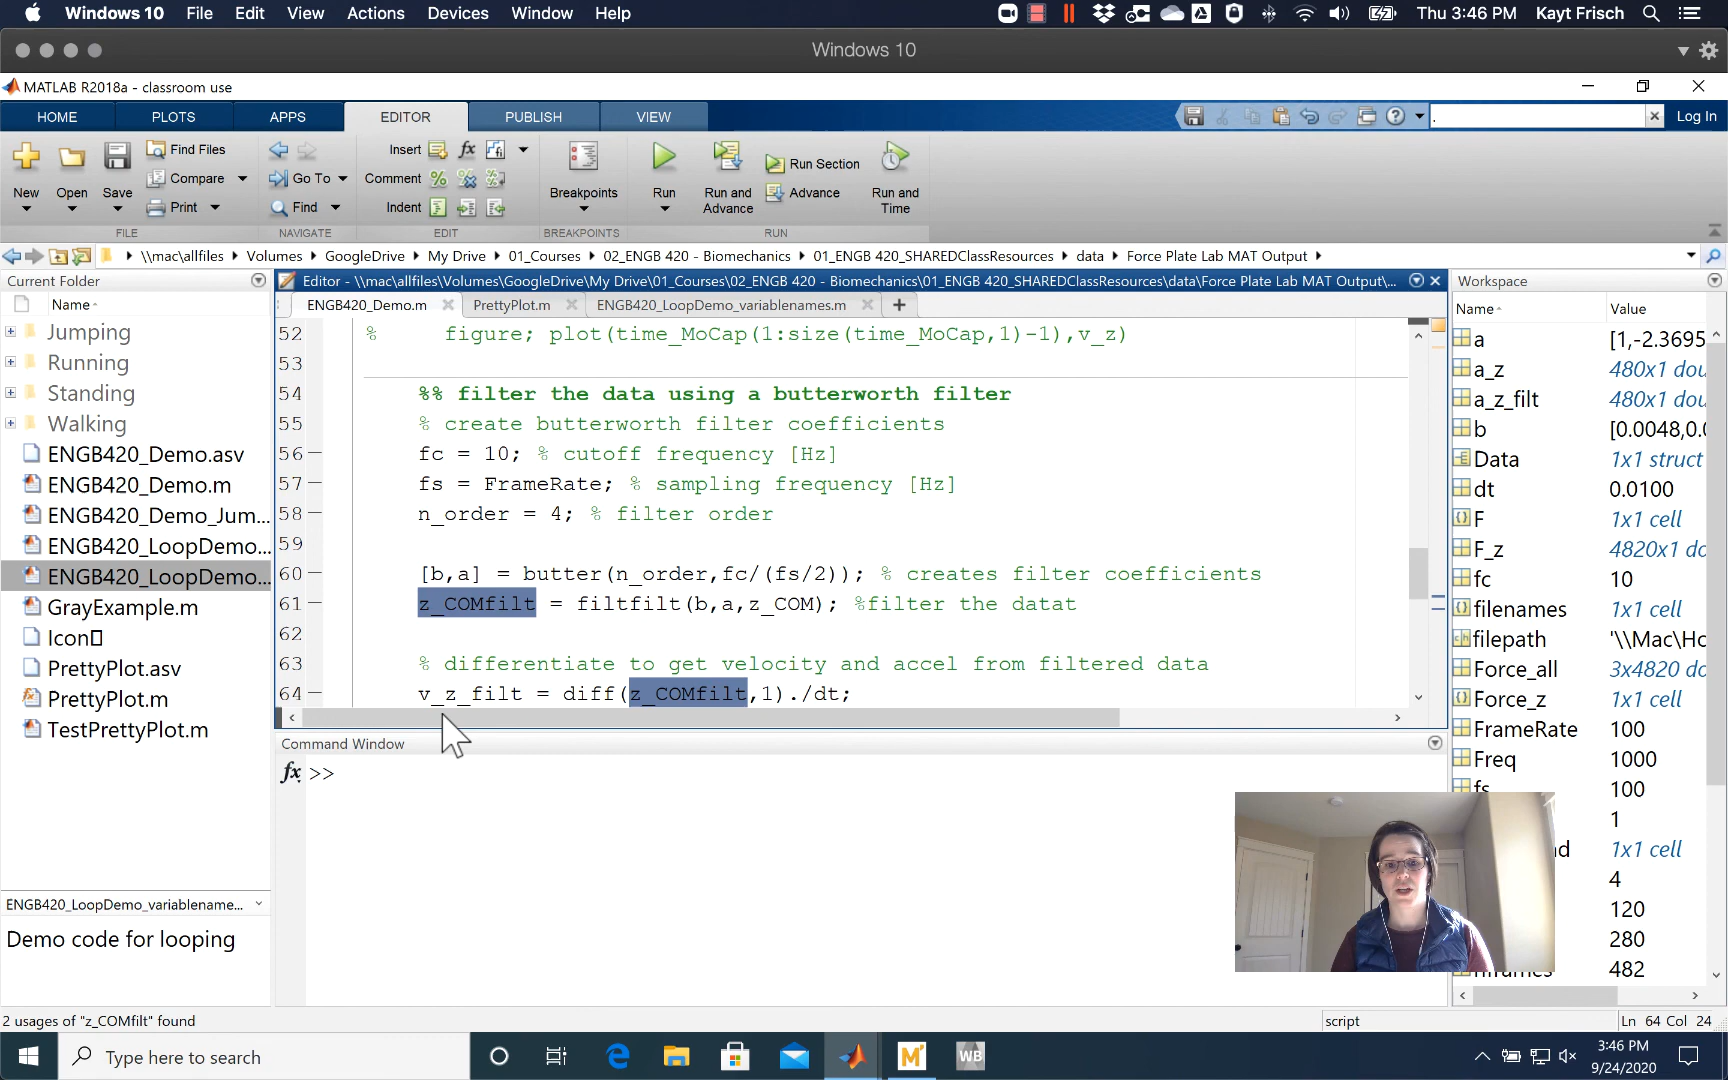 Windows 10 File Edit View Actions Devices Window Help Thu 3:46 PM Kayt Frisch
Windows 10
MATLAB R2018a - classroom use
HOME PLOTS APPS EDITOR PUBLISH VIEW . Log In
New Open Save Find Files Compare Print
Go To Find
Insert fx Comment Indent
Breakpoints Run Run and Advance Run Section Advance Run and Time
FILE NAVIGATE EDIT BREAKPOINTS RUN
\\mac\allfiles Volumes GoogleDrive My Drive 01_Courses 02_ENGB 420 - Biomechanics 01_ENGB 420_SHAREDClassResources data Force Plate Lab MAT Output
Current Folder
Name
Jumping
Running
Standing
Walking
ENGB420_Demo.asv
ENGB420_Demo.m
ENGB420_Demo_Jum...
ENGB420_LoopDemo...
ENGB420_LoopDemo...
GrayExample.m
Icon
PrettyPlot.asv
PrettyPlot.m
TestPrettyPlot.m
ENGB420_LoopDemo_variablename...
Demo code for looping
Editor - \\mac\allfiles\Volumes\GoogleDrive\My Drive\01_Courses\02_ENGB 420 - Biomechanics\01_ENGB 420_SHAREDClassResources\data\Force Plate Lab MAT Output\...
ENGB420_Demo.m PrettyPlot.m ENGB420_LoopDemo_variablenames.m
52 % figure; plot(time_MoCap(1:size(time_MoCap,1)-1),v_z)
53
54 %% filter the data using a butterworth filter
55 % create butterworth filter coefficients
56 fc = 10; % cutoff frequency [Hz]
57 fs = FrameRate; % sampling frequency [Hz]
58 n_order = 4; % filter order
59
60 [b,a] = butter(n_order,fc/(fs/2)); % creates filter coefficients
61 z_COMfilt = filtfilt(b,a,z_COM); %filter the datat
62
63 % differentiate to get velocity and accel from filtered data
64 v_z_filt = diff(z_COMfilt,1)./dt;
Command Window
fx >>
Workspace
Name Value
a [1,-2.3695
a_z 480x1 dou
a_z_filt 480x1 dou
b [0.0048,0.0
Data 1x1 struct
dt 0.0100
F 1x1 cell
F_z 4820x1 do
fc 10
filenames 1x1 cell
filepath '\\Mac\Ho
Force_all 3x4820 do
Force_z 1x1 cell
FrameRate 100
Freq 1000
fs 100
1
1x1 cell
4
120
280
482
2 usages of "z_COMfilt" found
script Ln 64 Col 24
Type here to search
WB
3:46 PM
9/24/2020